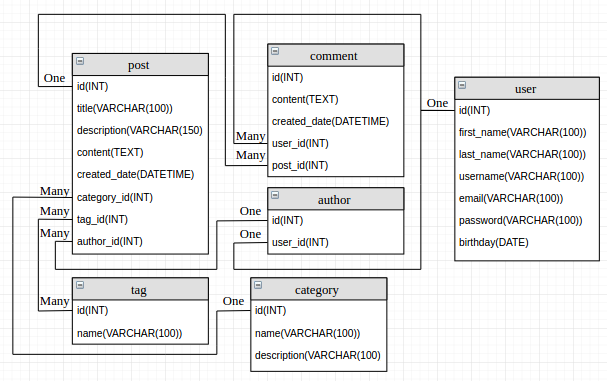 post
One
id(INT)
title(VARCHAR(100))
description(VARCHAR(150)
content(TEXT)
created_date(DATETIME)
Many
category_id(INT)
Many
tag_id(INT)
Many
author_id(INT)
comment
id(INT)
content(TEXT)
created_date(DATETIME)
Many
user_id(INT)
Many
post_id(INT)
user
One
id(INT)
first_name(VARCHAR(100))
last_name(VARCHAR(100))
username(VARCHAR(100))
email(VARCHAR(100))
password(VARCHAR(100))
birthday(DATE)
author
One
id(INT)
One
user_id(INT)
tag
Many
id(INT)
name(VARCHAR(100))
category
One
id(INT)
name(VARCHAR(100))
description(VARCHAR(100)